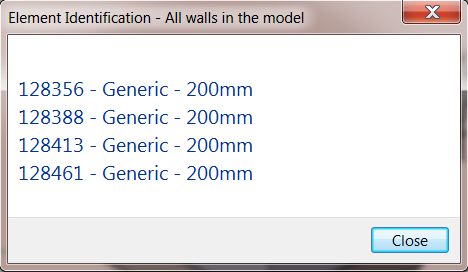 Element Identification - All walls in the model
128356 - Generic - 200mm
128388 - Generic - 200mm
128413 - Generic - 200mm
128461 - Generic - 200mm
Close